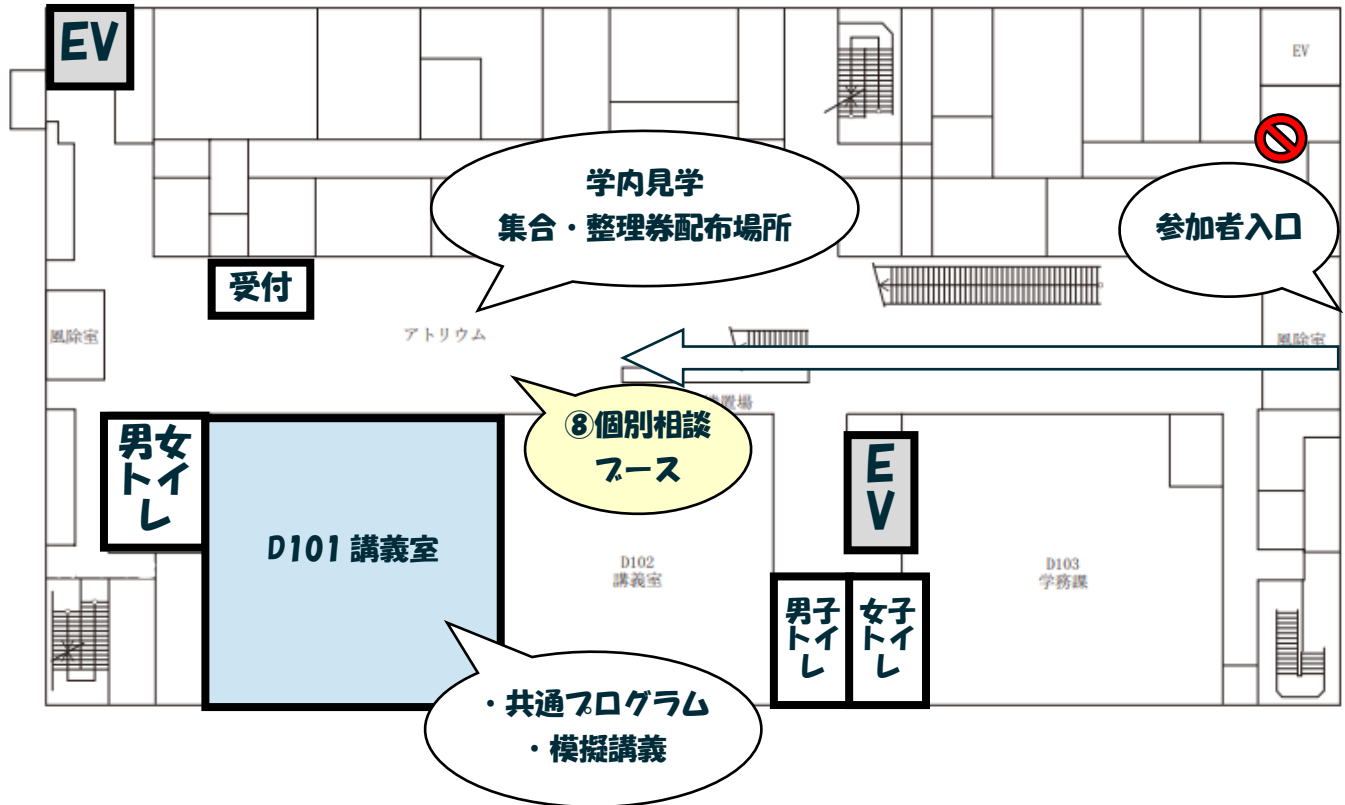 EV
EV
学内見学
集合・整理券配布場所
参加者入口
受付
風除室
アトリウム
風除室
置場
⑧個別相談
ブース
男女
トイレ
EV
D101 講義室
D102
講義室
D103
学務課
男子
トイレ
女子
トイレ
・共通プログラム
・模擬講義